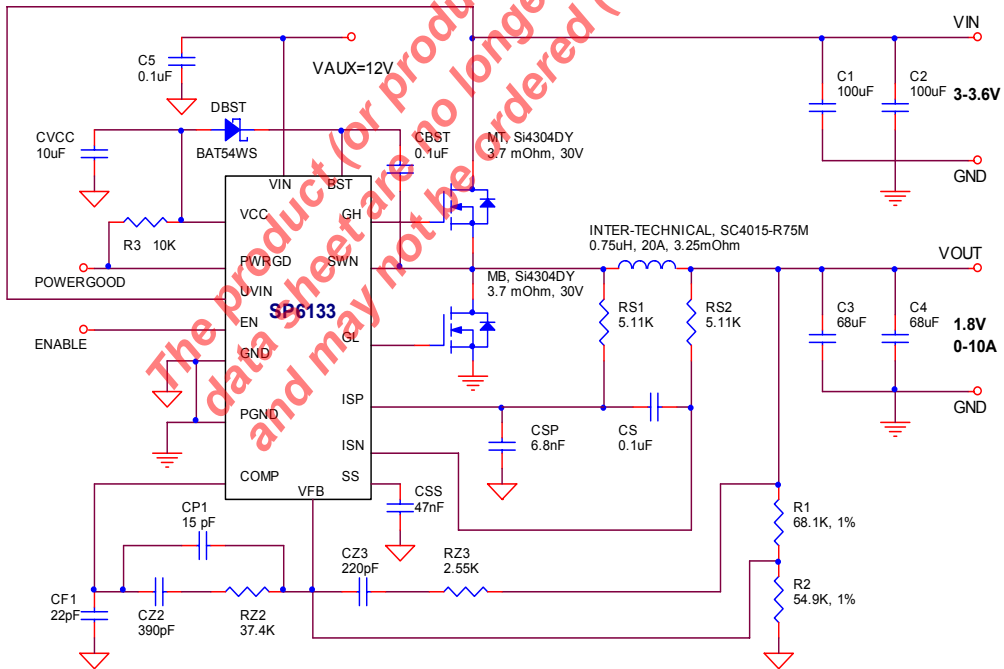 VIN
C5
0.1uF
VAUX=12V
C1
100uF
C2
100uF
3-3.6V
DBST
BAT54WS
CVCC
10uF
CBST
0.1uF
MT, Si4304DY
3.7 mOhm, 30V
GND
VIN
BST
VCC
GH
R3 10K
PWRGD
SWN
POWERGOOD
UVIN
SP6133
EN
ENABLE
GND
GL
PGND
ISP
ISN
COMP
SS
VFB
INTER-TECHNICAL, SC4015-R75M
0.75uH, 20A, 3.25mOhm
MB, Si4304DY
3.7 mOhm, 30V
RS1
5.11K
RS2
5.11K
VOUT
C3
68uF
C4
68uF
1.8V
0-10A
GND
CSP
6.8nF
CS
0.1uF
CSS
47nF
CP1
15 pF
CZ3
220pF
RZ3
2.55K
R1
68.1K, 1%
R2
54.9K, 1%
CF1
22pF
CZ2
390pF
RZ2
37.4K
The product (or produ
data sheet are no longe
and may not be ordered (